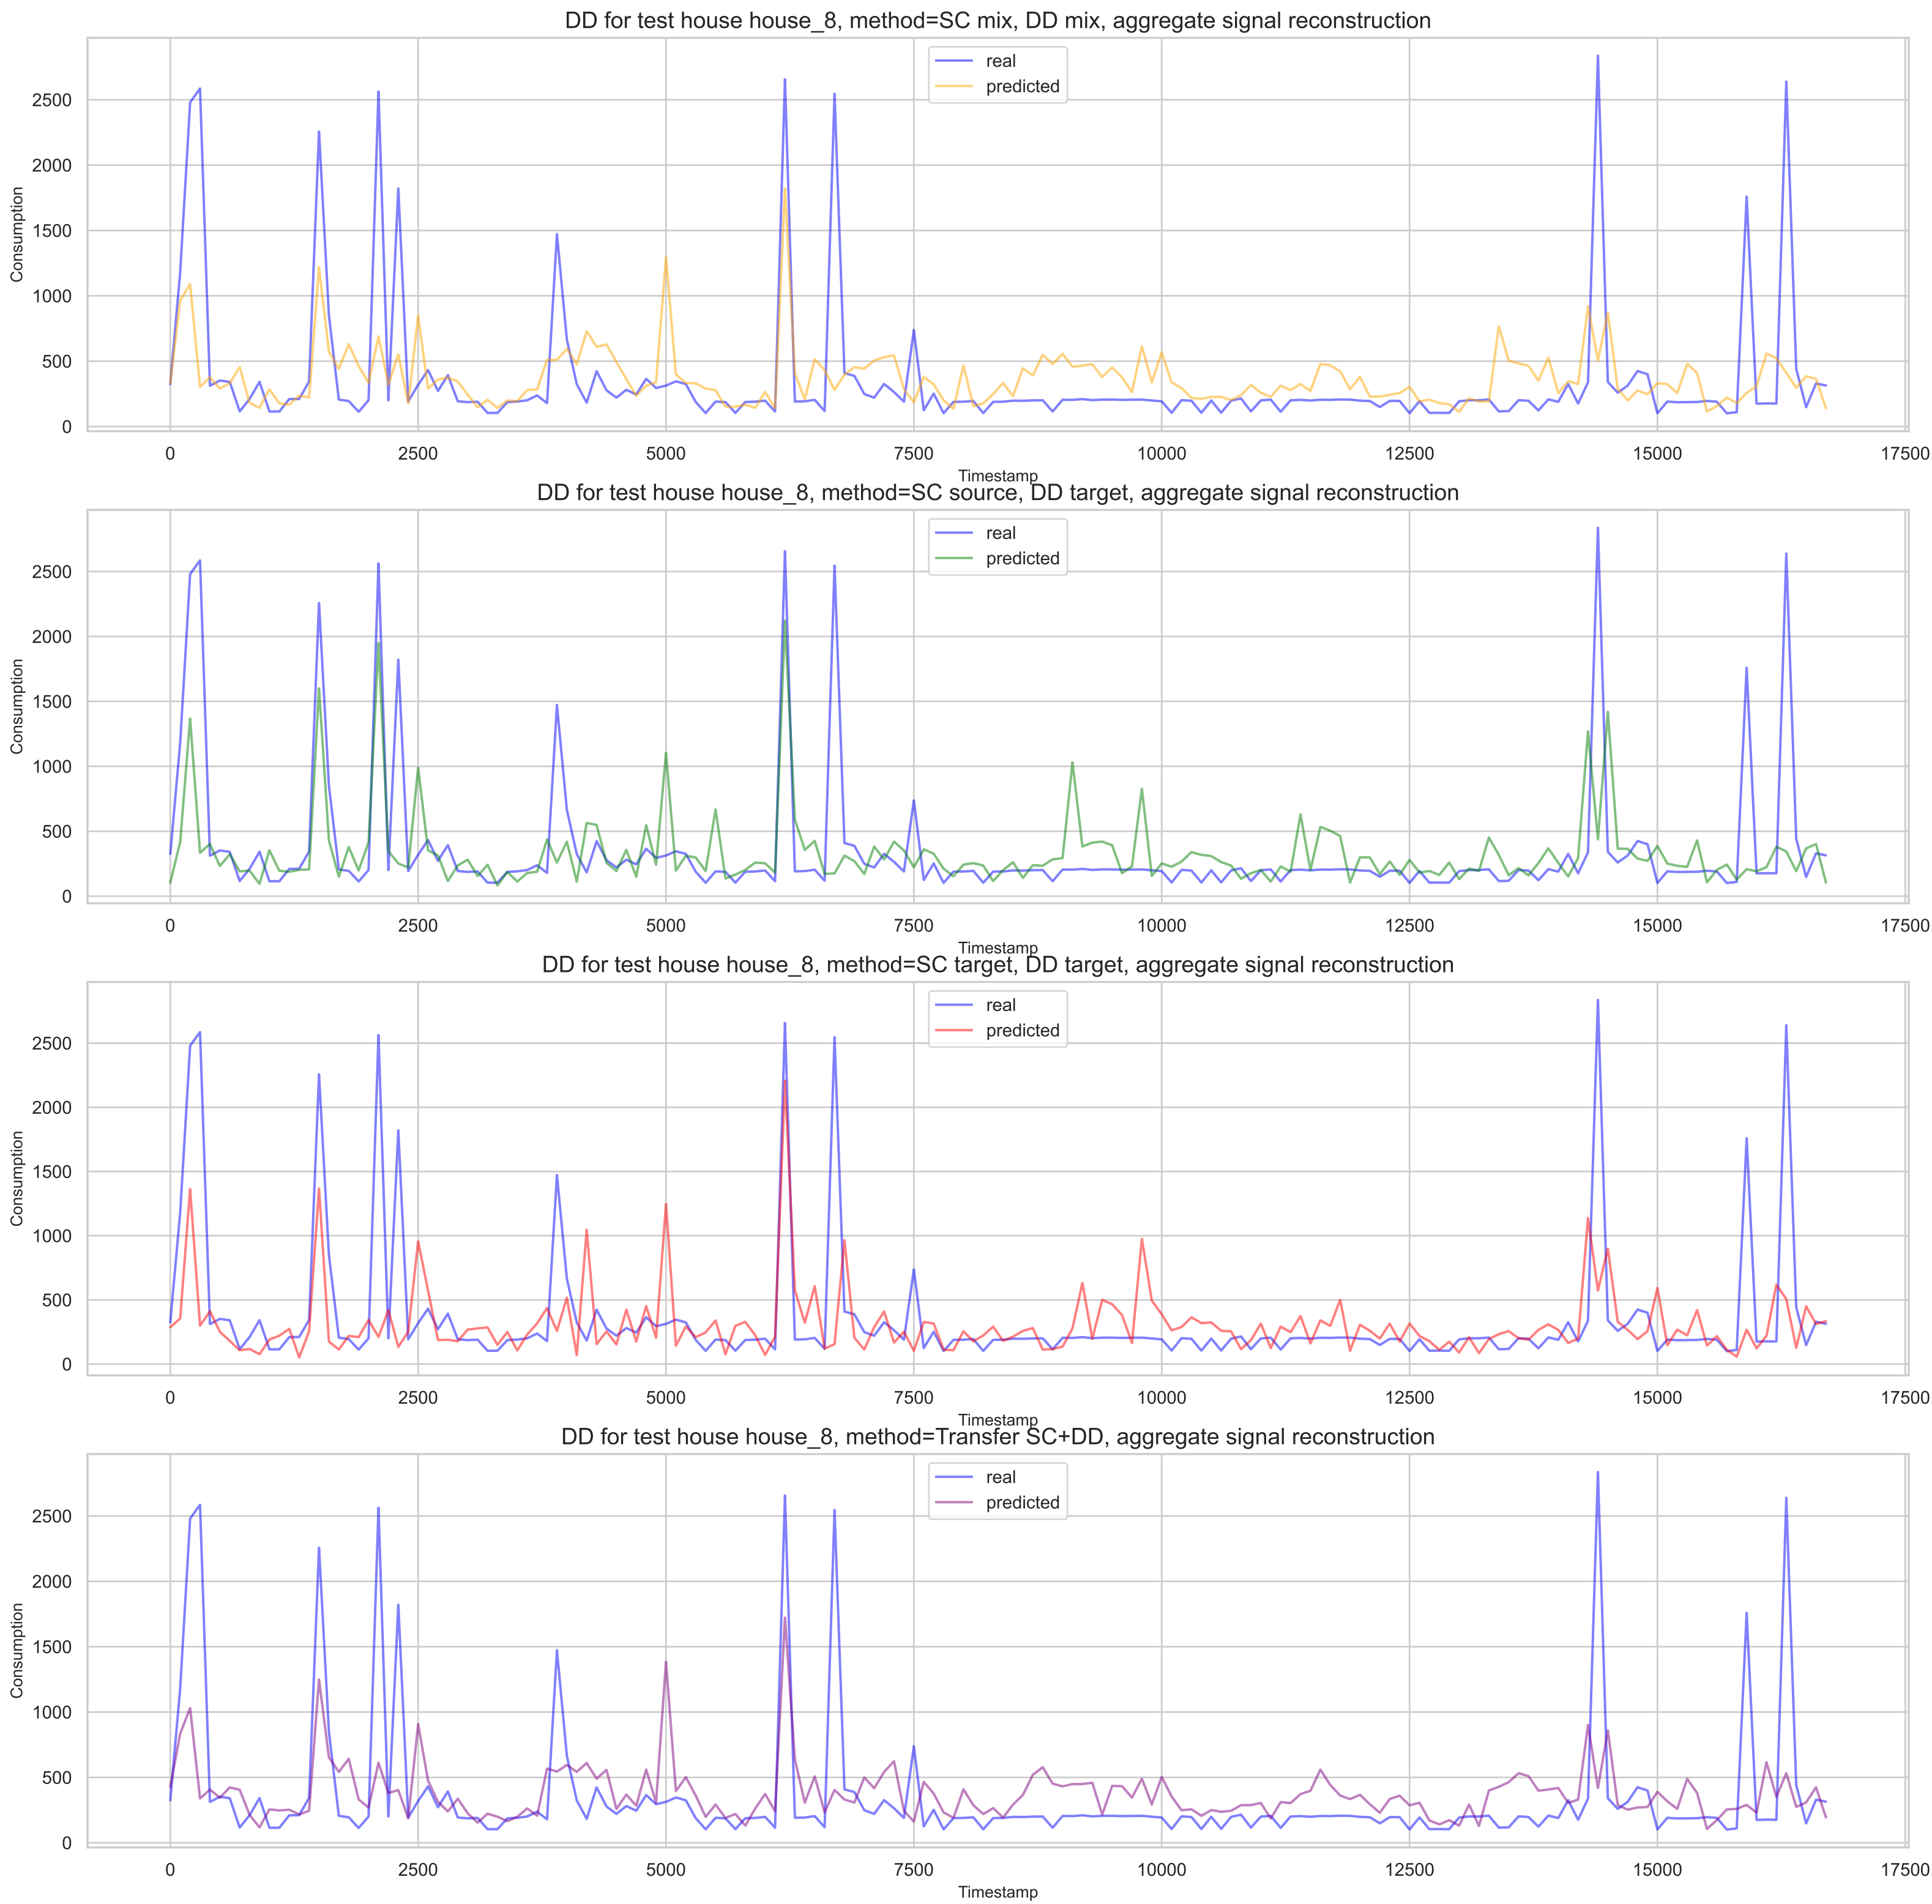 DD for test house house_8, method=SC mix, DD mix, aggregate signal reconstruction
real
predicted
Consumption
2500
2000
1500
1000
500
0
0 2500 5000 7500 10000 12500 15000 17500
Timestamp
DD for test house house_8, method=SC source, DD target, aggregate signal reconstruction
real
predicted
Consumption
2500
2000
1500
1000
500
0
0 2500 5000 7500 10000 12500 15000 17500
Timestamp
DD for test house house_8, method=SC target, DD target, aggregate signal reconstruction
real
predicted
Consumption
2500
2000
1500
1000
500
0
0 2500 5000 7500 10000 12500 15000 17500
Timestamp
DD for test house house_8, method=Transfer SC+DD, aggregate signal reconstruction
real
predicted
Consumption
2500
2000
1500
1000
500
0
0 2500 5000 7500 10000 12500 15000 17500
Timestamp